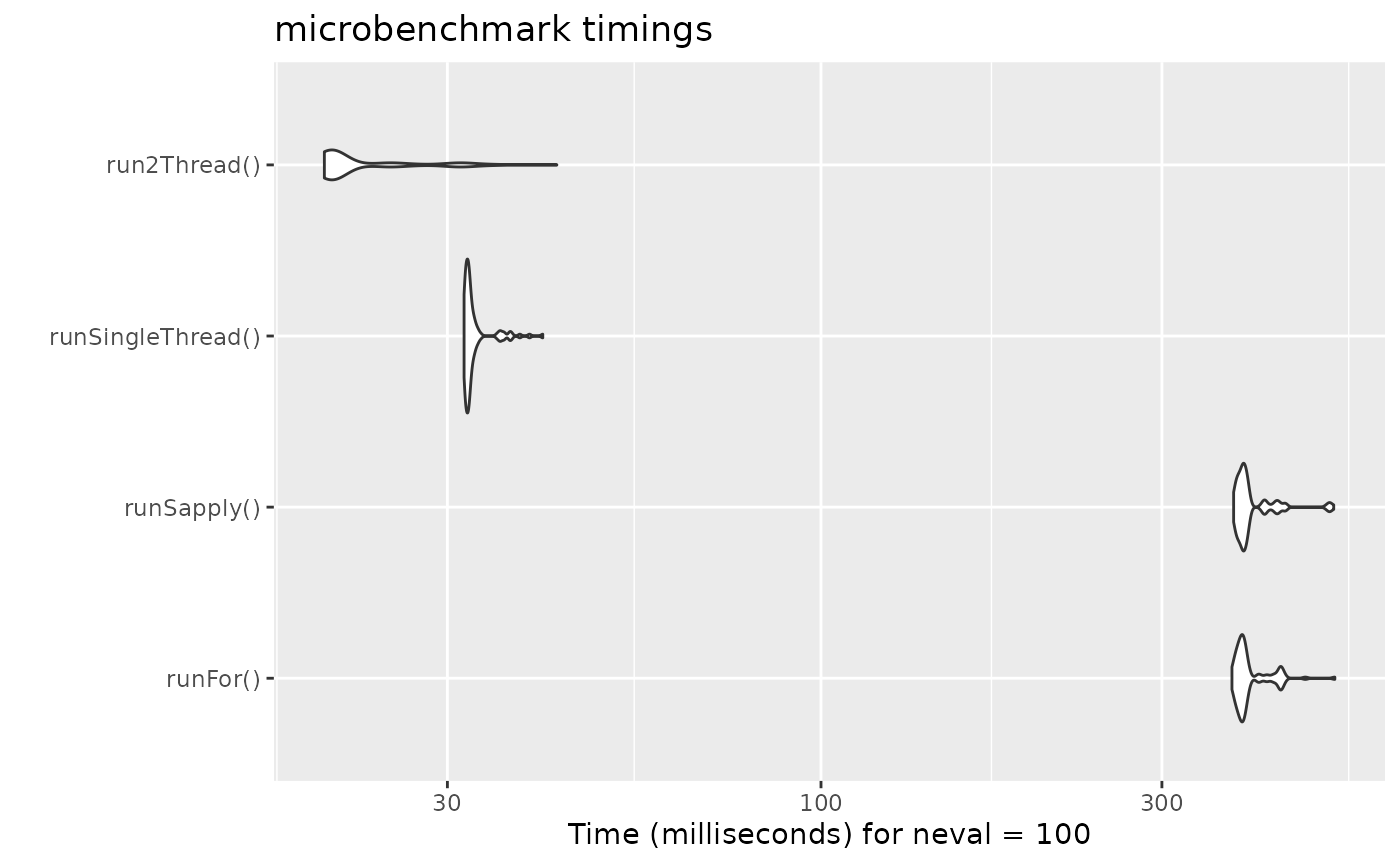 microbenchmark timings
run2Thread()
runSingleThread()
runSapply()
runFor()
30 100 300
Time (milliseconds) for neval = 100